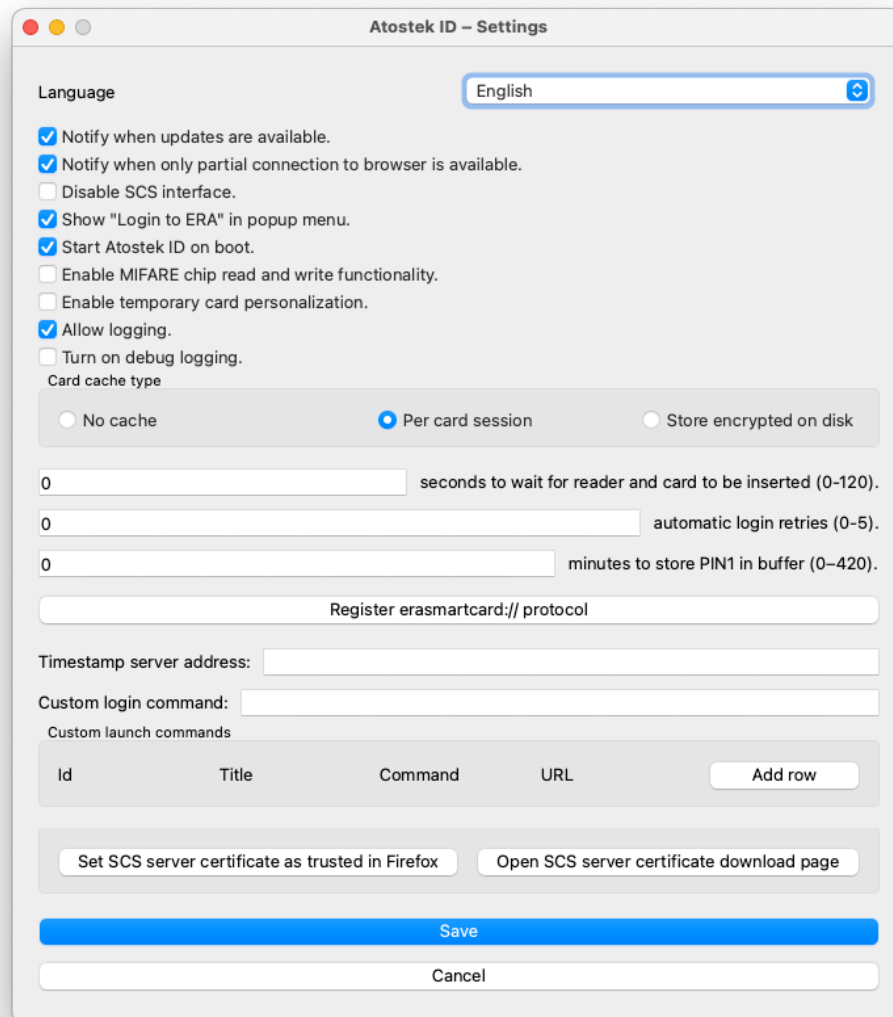 Atostek ID – Settings
Language English
Notify when updates are available.
Notify when only partial connection to browser is available.
Disable SCS interface.
Show "Login to ERA" in popup menu.
Start Atostek ID on boot.
Enable MIFARE chip read and write functionality.
Enable temporary card personalization.
Allow logging.
Turn on debug logging.
Card cache type
No cache Per card session Store encrypted on disk
0 seconds to wait for reader and card to be inserted (0-120).
0 automatic login retries (0-5).
0 minutes to store PIN1 in buffer (0–420).
Register erasmartcard:// protocol
Timestamp server address:
Custom login command:
Custom launch commands
Id Title Command URL Add row
Set SCS server certificate as trusted in Firefox Open SCS server certificate download page
Save
Cancel